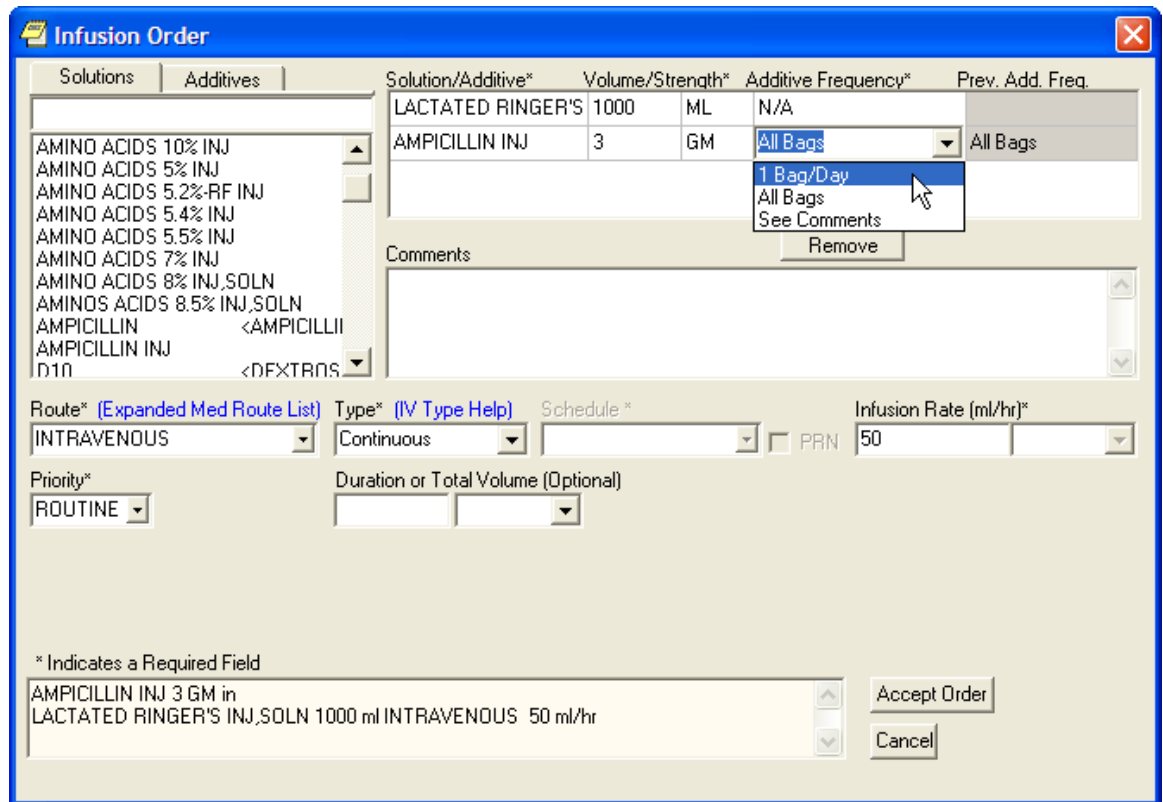 Infusion Order
Solutions Additives
AMINO ACIDS 10% INJ
AMINO ACIDS 5% INJ
AMINO ACIDS 5.2%-RF INJ
AMINO ACIDS 5.4% INJ
AMINO ACIDS 5.5% INJ
AMINO ACIDS 7% INJ
AMINO ACIDS 8% INJ,SOLN
AMINOS ACIDS 8.5% INJ,SOLN
AMPICILLIN <AMPICILLI
AMPICILLIN INJ
D10 <DEXTROS
Solution/Additive* Volume/Strength* Additive Frequency* Prev. Add. Freq.
LACTATED RINGER'S 1000 ML N/A
AMPICILLIN INJ 3 GM All Bags All Bags
1 Bag/Day
All Bags
See Comments
Remove
Comments
Route* (Expanded Med Route List) Type* (IV Type Help) Schedule * Infusion Rate (ml/hr)*
INTRAVENOUS Continuous PRN 50
Priority* Duration or Total Volume (Optional)
ROUTINE
* Indicates a Required Field
AMPICILLIN INJ 3 GM in
LACTATED RINGER'S INJ,SOLN 1000 ml INTRAVENOUS 50 ml/hr
Accept Order
Cancel